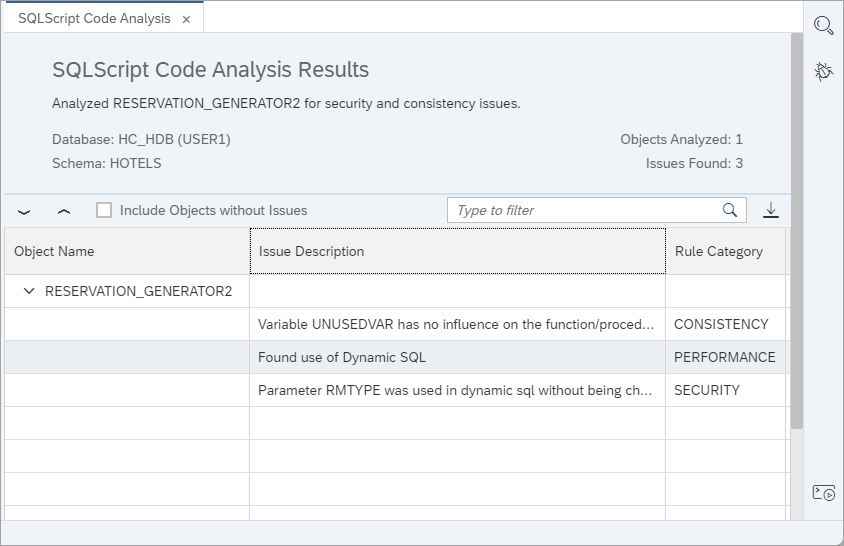 SQLScript Code Analysis ×
SQLScript Code Analysis Results
Analyzed RESERVATION_GENERATOR2 for security and consistency issues.
Database: HC_HDB (USER1) Objects Analyzed: 1
Schema: HOTELS Issues Found: 3
Include Objects without Issues Type to filter
Object Name Issue Description Rule Category
RESERVATION_GENERATOR2
Variable UNUSEDVAR has no influence on the function/proced... CONSISTENCY
Found use of Dynamic SQL PERFORMANCE
Parameter RMTYPE was used in dynamic sql without being ch... SECURITY